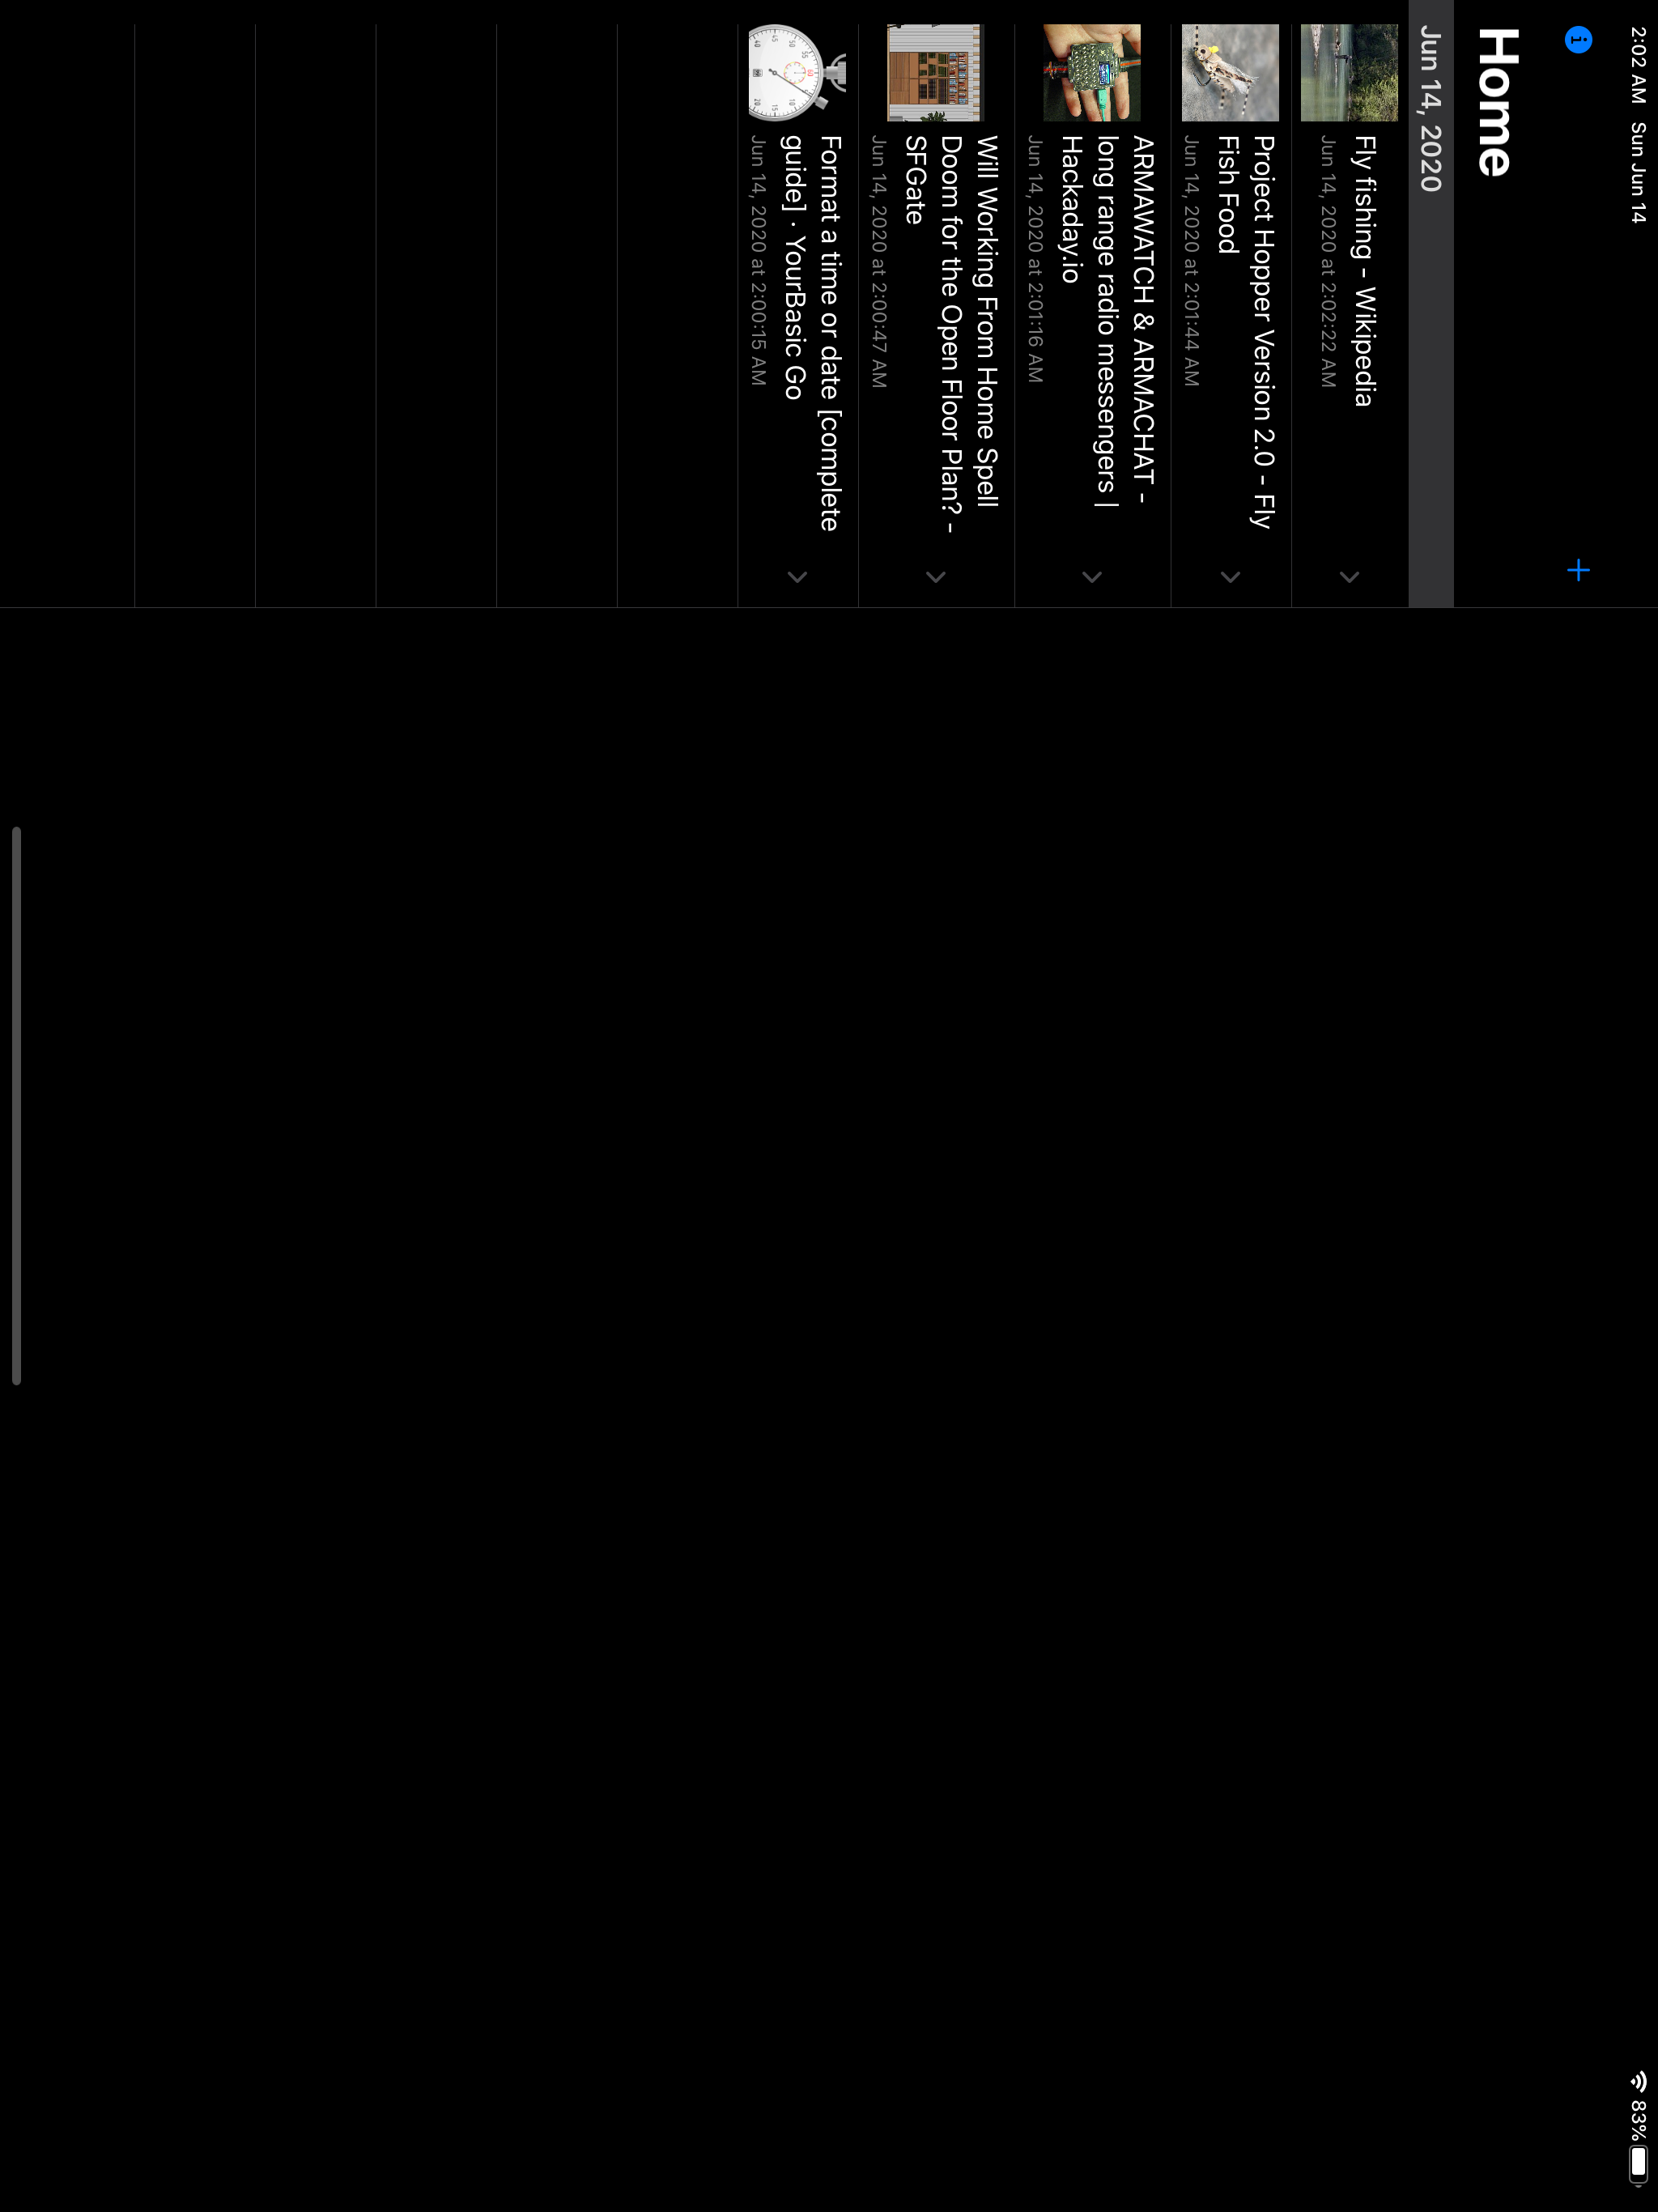 2:02 AM Sun Jun 14
83%
Home
Jun 14, 2020
Fly fishing - Wikipedia
Jun 14, 2020 at 2:02:22 AM
Project Hopper Version 2.0 - Fly
Fish Food
Jun 14, 2020 at 2:01:44 AM
ARMAWATCH & ARMACHAT -
long range radio messengers |
Hackaday.io
Jun 14, 2020 at 2:01:16 AM
Will Working From Home Spell
Doom for the Open Floor Plan? -
SFGate
Jun 14, 2020 at 2:00:47 AM
Format a time or date [complete
guide] · YourBasic Go
Jun 14, 2020 at 2:00:15 AM